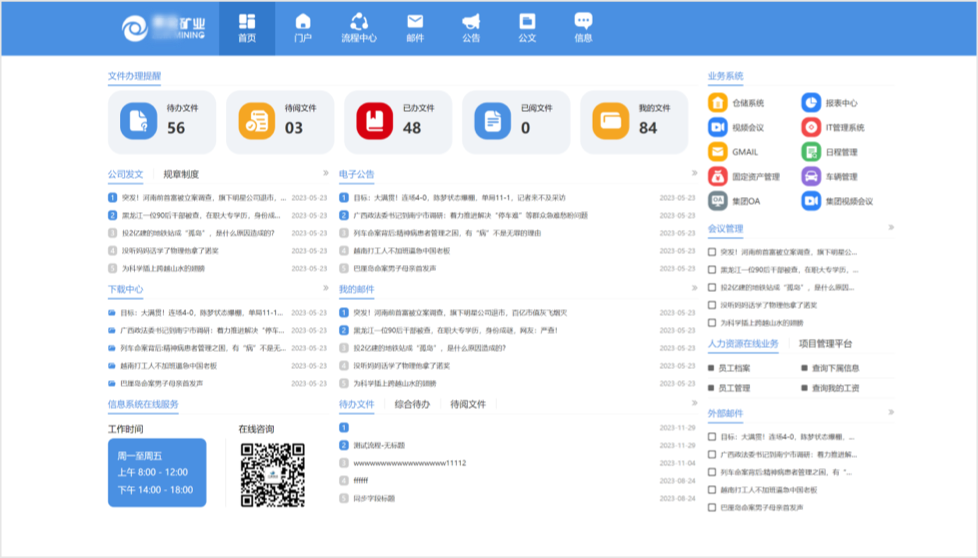 矿业
MINING
首页
门户
流程中心
邮件
公告
公文
信息
文件办理提醒
待办文件
56
待阅文件
03
已办文件
48
已阅文件
0
我的文件
84
公司发文 规章制度
1 突发！河南炽首富被立案调查，旗下明星公司退市，... 2023-05-23
2 黑龙江一位90后干部被查，在职大专学历，身份成... 2023-05-23
3 投2亿建的地铁站成“孤岛”，是什么原因造成的？ 2023-05-23
4 没听妈妈话学了物理他拿了诺奖 2023-05-23
5 为科学插上跨越山水的翅膀 2023-05-23
电子公告
1 目标：大满贯！连场4-0，陈梦状态爆棚，单局11-1，记者来不及采访 2023-05-23
2 广西政法委书记到南宁市调研：着力推进解决“停车难”等群众急难愁盼问题 2023-05-23
3 列车命案背后:精神病患者管理之困，有“病”不是无罪的理由 2023-05-23
4 越南打工人不加班逼急中国老板 2023-05-23
5 巴厘岛命案男子母亲首发声 2023-05-23
下载中心
目标：大满贯！连场4-0，陈梦状态爆棚，单局11-1... 2023-05-23
广西政法委书记到南宁市调研：着力推进解决“停车... 2023-05-23
列车命案背后:精神病患者管理之困，有“病”不是无... 2023-05-23
越南打工人不加班逼急中国老板 2023-05-23
巴厘岛命案男子母亲首发声 2023-05-23
我的邮件
1 突发！河南炽首富被立案调查，旗下明星公司退市，百亿市值灰飞烟灭 2023-05-23
2 黑龙江一位90后干部被查，在职大专学历，身份成谜，网友：严查！ 2023-05-23
3 投2亿建的地铁站成“孤岛”，是什么原因造成的？ 2023-05-23
4 没听妈妈话学了物理他拿了诺奖 2023-05-23
5 为科学插上跨越山水的翅膀 2023-05-23
信息系统在线服务
工作时间
周一至周五
上午 8:00 - 12:00
下午 14:00 - 18:00
在线咨询
待办文件 综合待办 待阅文件
1 2023-11-29
2 测试流程-无标题 2023-11-29
3 2023-11-04
4 ffffff 2023-08-24
5 同步字段标题 2023-08-24
业务系统
仓储系统 报表中心
视频会议 IT管理系统
GMAIL 日程管理
固定资产管理 车辆管理
OA 集团OA 集团视频会议
会议管理
突发！河南炽首富被立案调查，旗下明星公...
黑龙江一位90后干部被查，在职大专学历，...
投2亿建的地铁站成“孤岛”，是什么原因...
没听妈妈话学了物理他拿了诺奖
为科学插上跨越山水的翅膀
人力资源在线业务 项目管理平台
员工档案 查询下属信息
员工管理 查询我的工资
外部邮件
目标：大满贯！连场4-0，陈梦状态爆棚，...
广西政法委书记到南宁市调研：着力推进解...
列车命案背后:精神病患者管理之困，有“...
越南打工人不加班逼急中国老板
巴厘岛命案男子母亲首发声